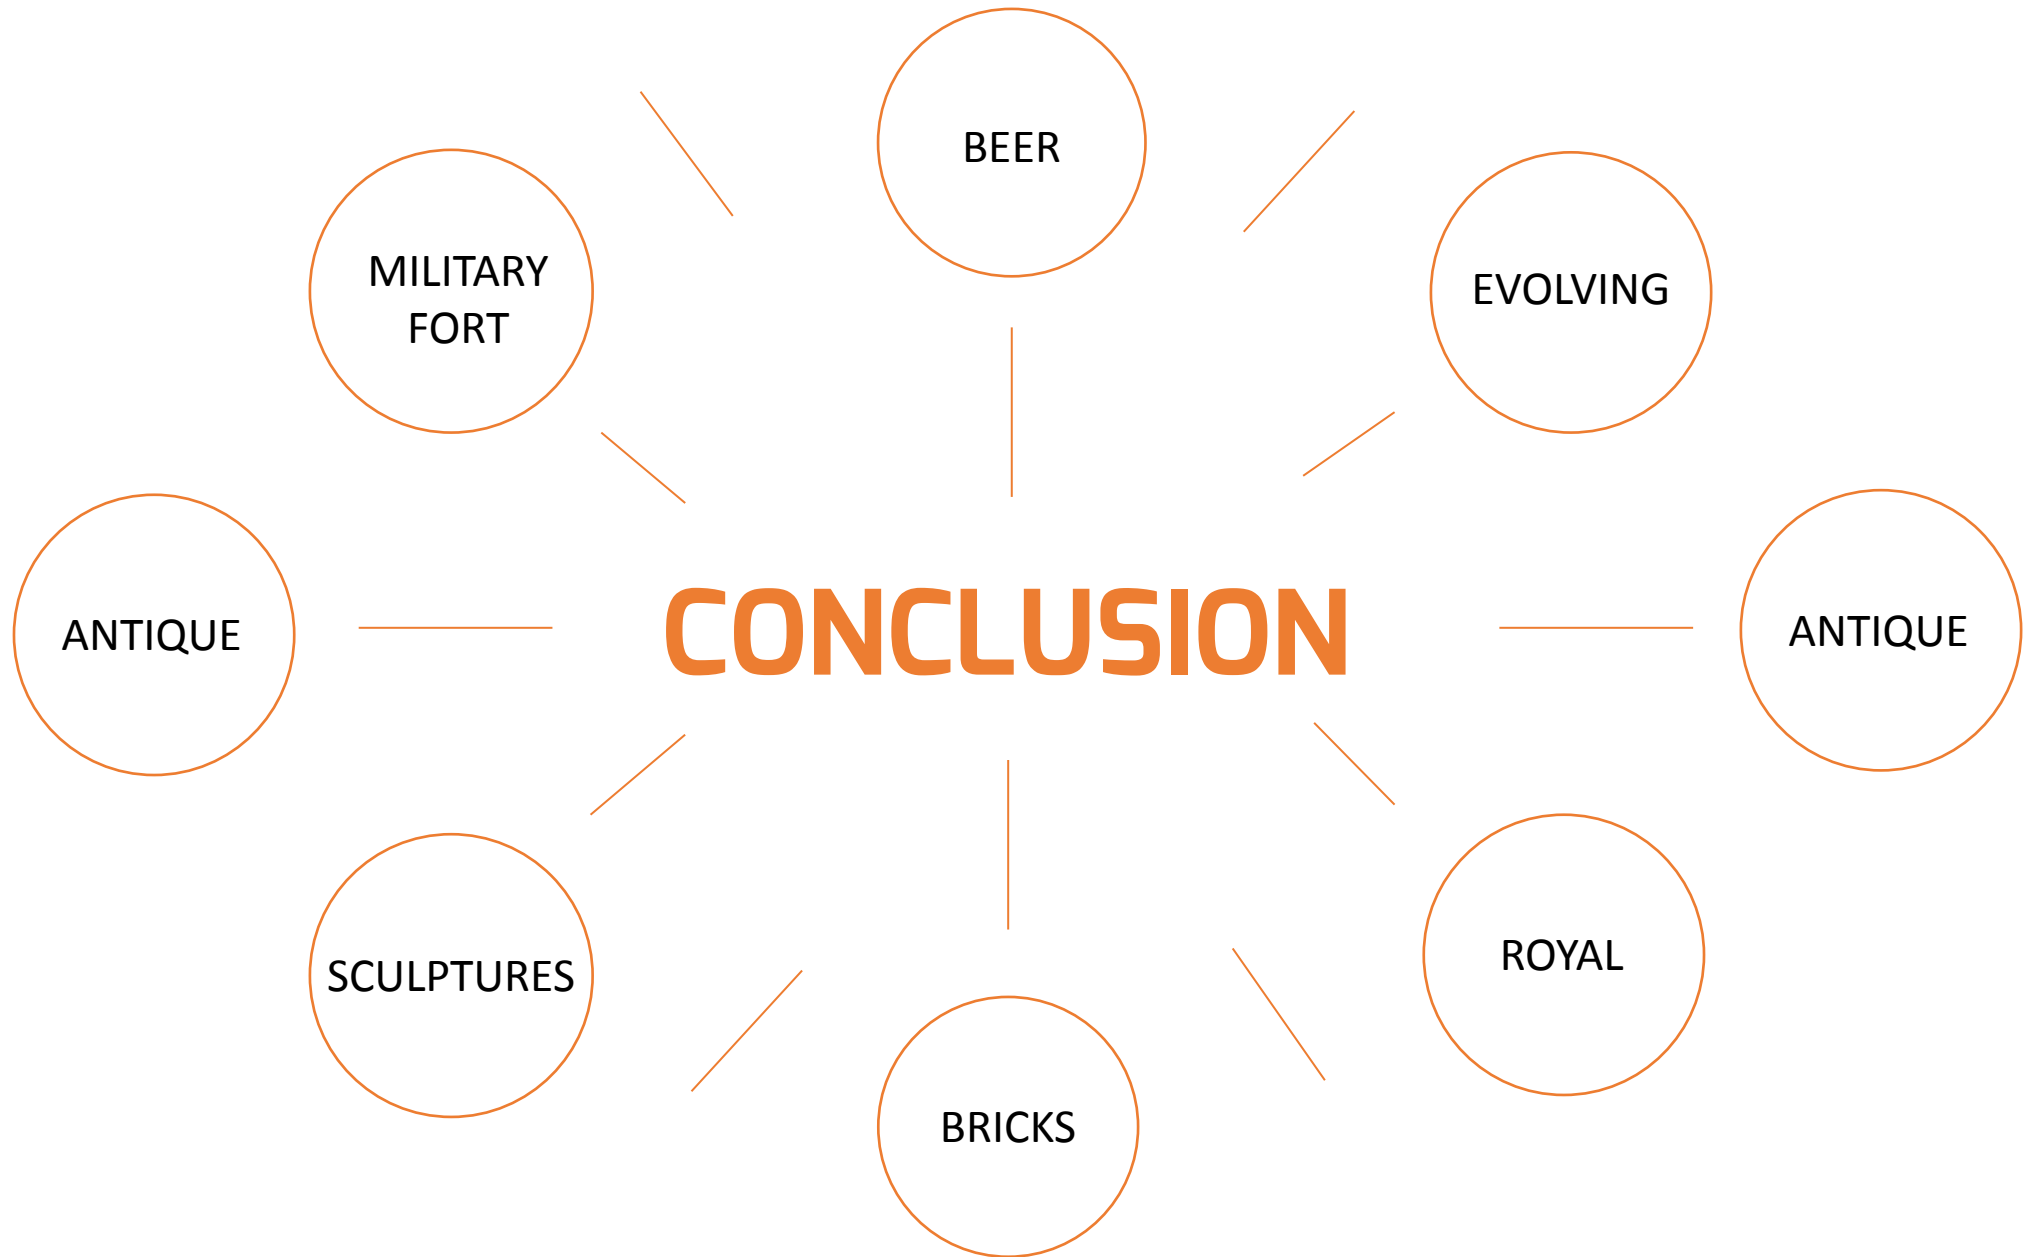 BEER
MILITARY
FORT
EVOLVING
ANTIQUE
CONCLUSION
ANTIQUE
SCULPTURES
ROYAL
BRICKS